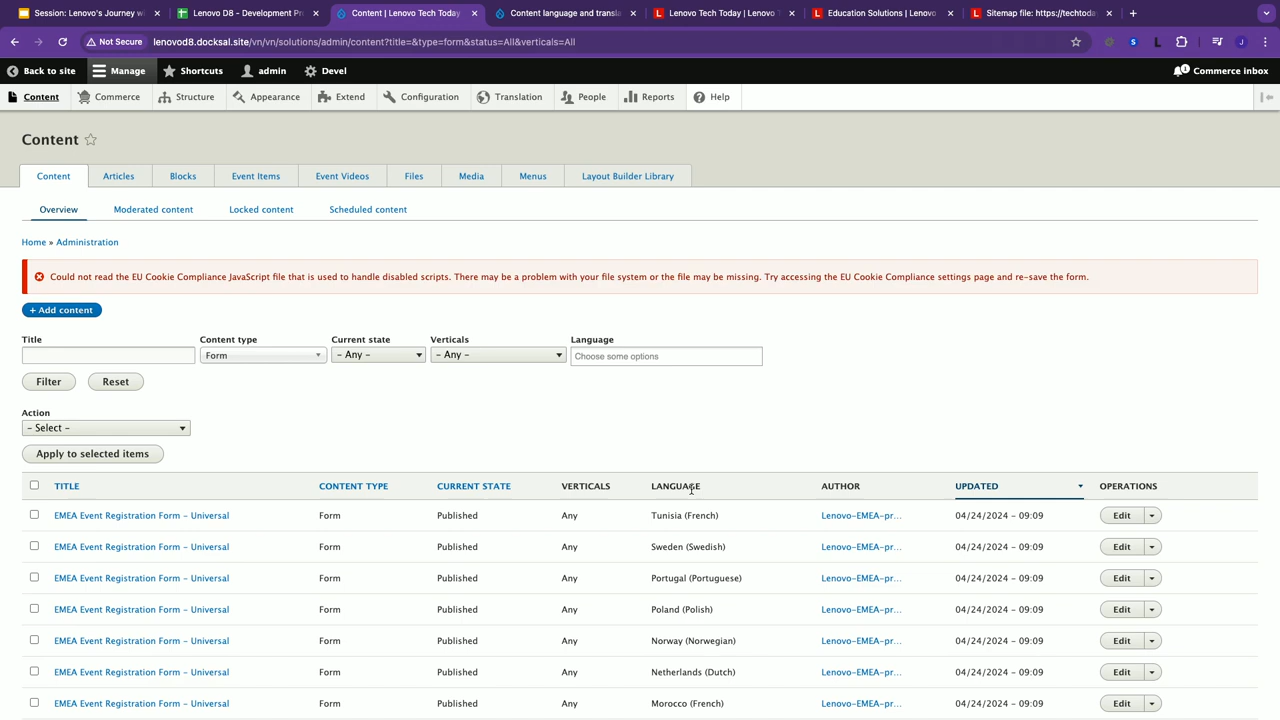 Session: Lenovo's Journey w
Lenovo D8 - Development Pr
Content | Lenovo Tech Today
Content language and transla
Lenovo Tech Today | Lenovo T
Education Solutions | Lenovo
Sitemap file: https://techtoda
Not Secure lenovod8.docksal.site/vn/vn/solutions/admin/content?title=&type=form&status=All&verticals=All
Back to site Manage Shortcuts admin Devel 1 Commerce inbox
Content Commerce Structure Appearance Extend Configuration Translation People Reports Help
Content
Content Articles Blocks Event Items Event Videos Files Media Menus Layout Builder Library
Overview Moderated content Locked content Scheduled content
Home » Administration
Could not read the EU Cookie Compliance JavaScript file that is used to handle disabled scripts. There may be a problem with your file system or the file may be missing. Try accessing the EU Cookie Compliance settings page and re-save the form.
+ Add content
Title Content type Current state Verticals Language
Form - Any - - Any - Choose some options
Filter Reset
Action
- Select -
Apply to selected items
TITLE CONTENT TYPE CURRENT STATE VERTICALS LANGUAGE AUTHOR UPDATED OPERATIONS
EMEA Event Registration Form - Universal Form Published Any Tunisia (French) Lenovo-EMEA-pr... 04/24/2024 - 09:09 Edit
EMEA Event Registration Form - Universal Form Published Any Sweden (Swedish) Lenovo-EMEA-pr... 04/24/2024 - 09:09 Edit
EMEA Event Registration Form - Universal Form Published Any Portugal (Portuguese) Lenovo-EMEA-pr... 04/24/2024 - 09:09 Edit
EMEA Event Registration Form - Universal Form Published Any Poland (Polish) Lenovo-EMEA-pr... 04/24/2024 - 09:09 Edit
EMEA Event Registration Form - Universal Form Published Any Norway (Norwegian) Lenovo-EMEA-pr... 04/24/2024 - 09:09 Edit
EMEA Event Registration Form - Universal Form Published Any Netherlands (Dutch) Lenovo-EMEA-pr... 04/24/2024 - 09:09 Edit
EMEA Event Registration Form - Universal Form Published Any Morocco (French) Lenovo-EMEA-pr... 04/24/2024 - 09:09 Edit